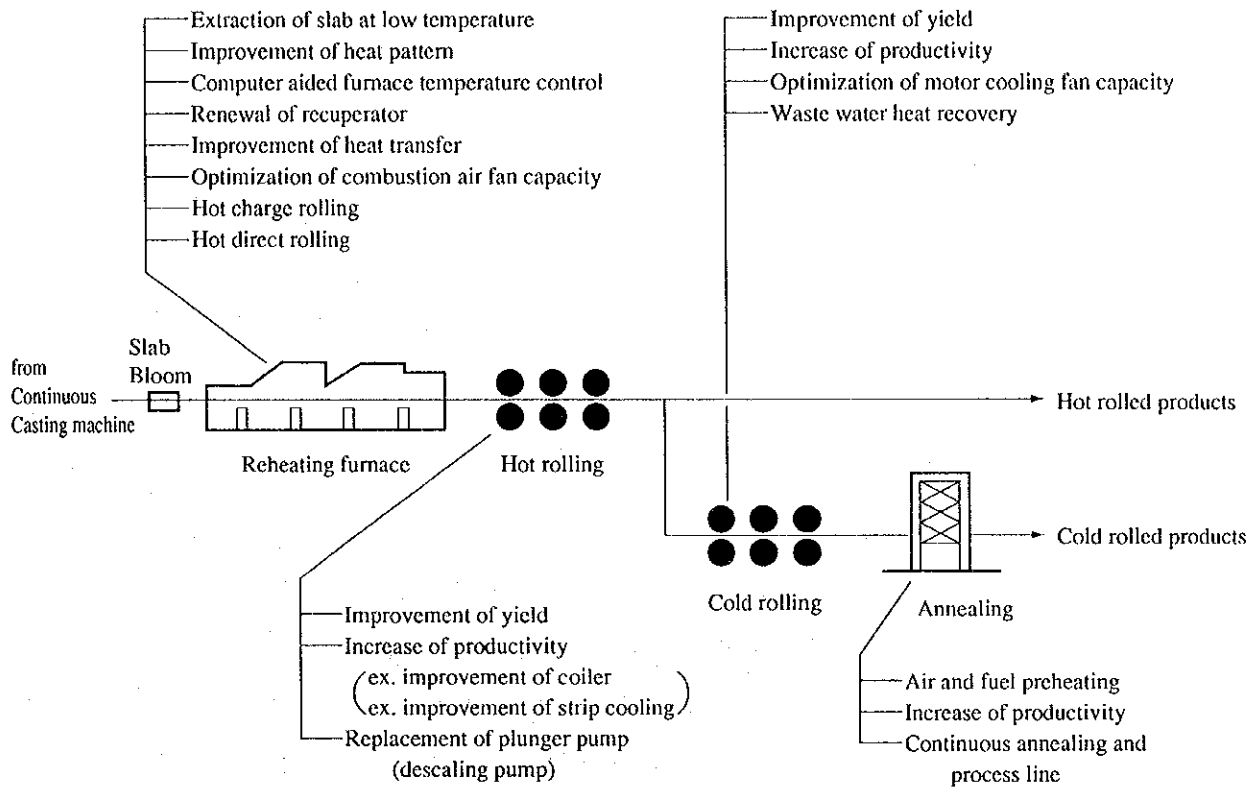 Extraction of slab at low temperature
Improvement of heat pattern
Computer aided furnace temperature control
Renewal of recuperator
Improvement of heat transfer
Optimization of combustion air fan capacity
Hot charge rolling
Hot direct rolling
Improvement of yield
Increase of productivity
Optimization of motor cooling fan capacity
Waste water heat recovery
from
Continuous
Casting machine
Slab
Bloom
Reheating furnace
Hot rolling
Hot rolled products
Cold rolling
Annealing
Cold rolled products
Improvement of yield
Increase of productivity
(ex. improvement of coiler
ex. improvement of strip cooling)
Replacement of plunger pump
(descaling pump)
Air and fuel preheating
Increase of productivity
Continuous annealing and
process line